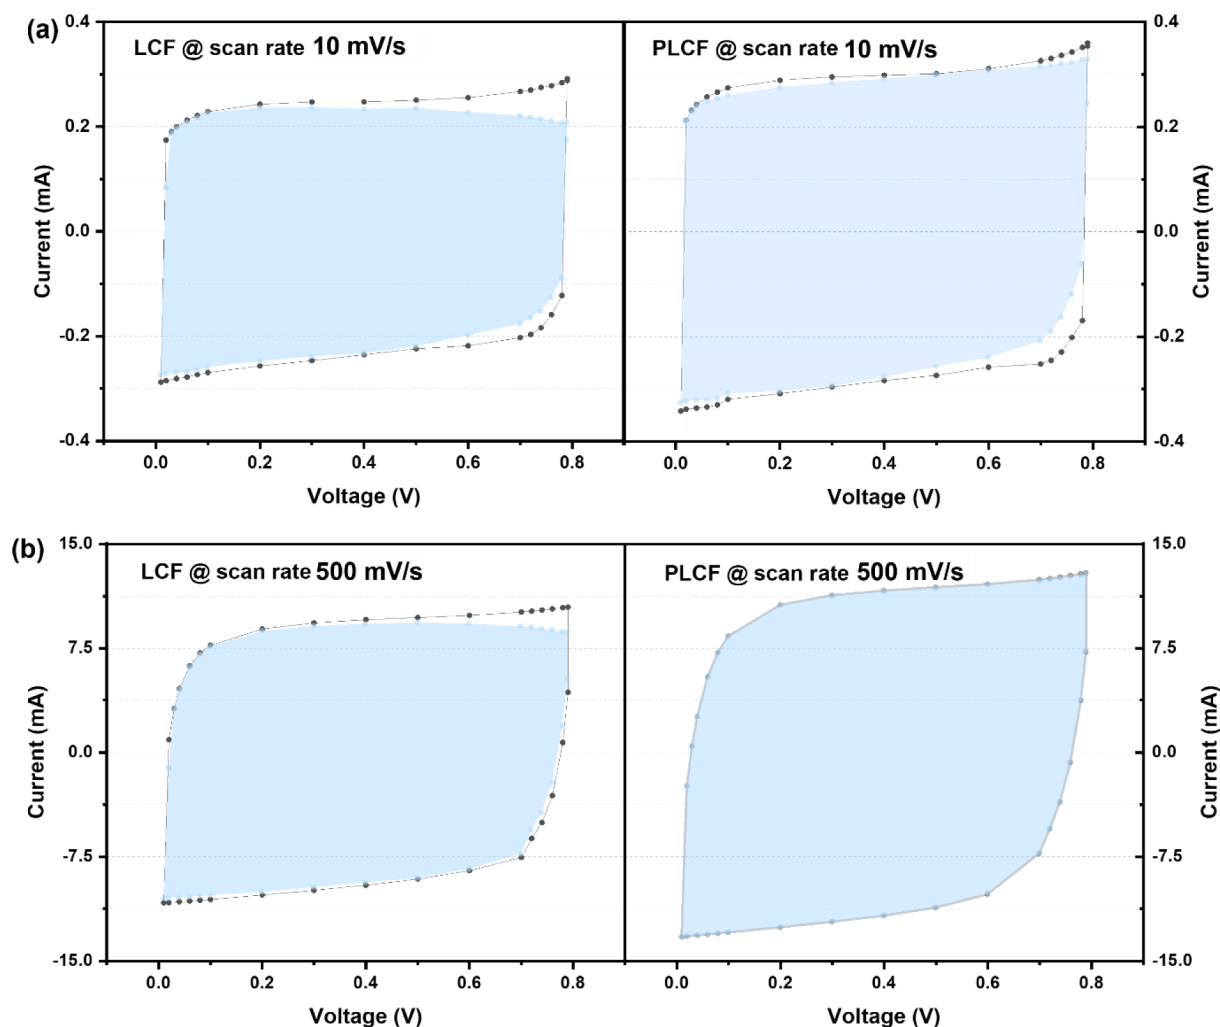 (a)
LCF @ scan rate 10 mV/s
PLCF @ scan rate 10 mV/s
0.4
0.2
0.0
-0.2
-0.4
Current (mA)
0.4
0.2
0.0
-0.2
-0.4
Current (mA)
0.0 0.2 0.4 0.6 0.8
0.0 0.2 0.4 0.6 0.8
Voltage (V)
Voltage (V)
(b)
LCF @ scan rate 500 mV/s
PLCF @ scan rate 500 mV/s
15.0
7.5
0.0
-7.5
-15.0
Current (mA)
15.0
7.5
0.0
-7.5
-15.0
Current (mA)
0.0 0.2 0.4 0.6 0.8
0.0 0.2 0.4 0.6 0.8
Voltage (V)
Voltage (V)